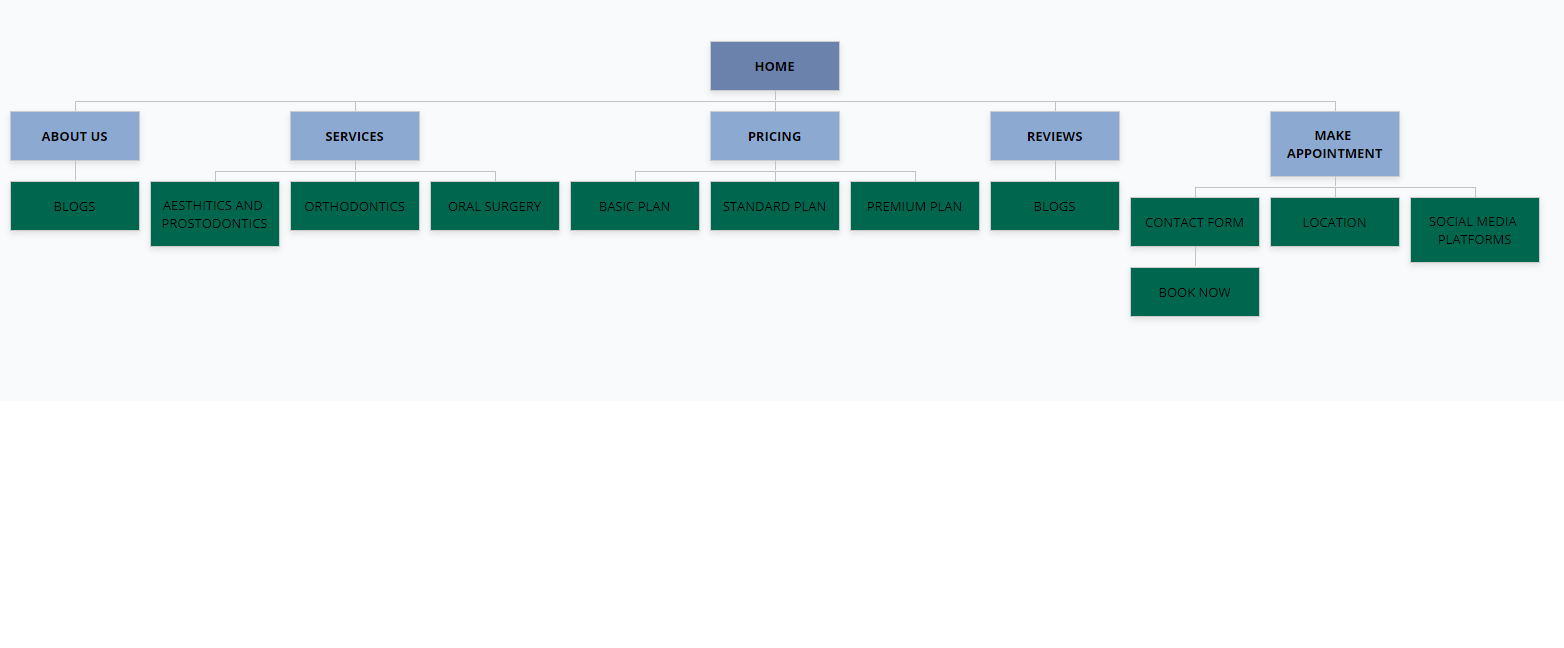 HOME
ABOUT US
SERVICES
PRICING
REVIEWS
MAKE
APPOINTMENT
BLOGS
AESTHITICS AND
PROSTODONTICS
ORTHODONTICS
ORAL SURGERY
BASIC PLAN
STANDARD PLAN
PREMIUM PLAN
BLOGS
CONTACT FORM
LOCATION
SOCIAL MEDIA
PLATFORMS
BOOK NOW